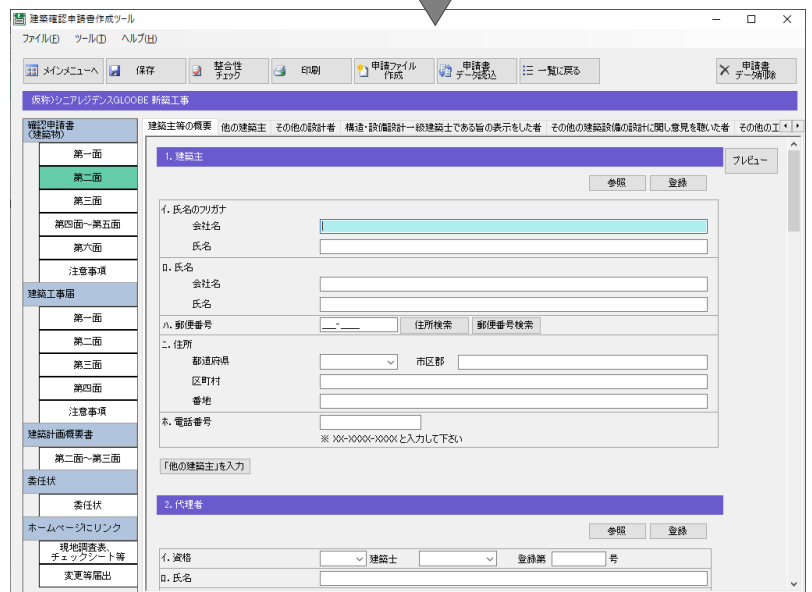 建築確認申請書作成ツール
ファイル(F) ツール(T) ヘルプ(H)
メインメニューへ 保存 整合性チェック 印刷 申請ファイル作成 申請書データ読込 一覧に戻る 申請書データ削除
仮称)シニアレジデンスGLOOBE 新築工事
確認申請書
(建築物)
第一面
第二面
第三面
第四面~第五面
第六面
注意事項
建築工事届
第一面
第二面
第三面
第四面
注意事項
建築計画概要書
第二面~第三面
委任状
委任状
ホームページにリンク
現地調査表、
チェックシート等
変更等届出
建築主等の概要 他の建築主 その他の設計者 構造・設備設計一級建築士である旨の表示をした者 その他の建築設備の設計に関し意見を聴いた者 その他の工
1. 建築主
プレビュー
参照 登録
イ. 氏名のフリガナ
会社名
氏名
ロ. 氏名
会社名
氏名
ハ. 郵便番号 ___-____ 住所検索 郵便番号検索
ニ. 住所
都道府県 市区郡
区町村
番地
ホ. 電話番号
※ XX-XXXX-XXXX と入力して下さい
「他の建築主」を入力
2. 代理者
参照 登録
イ. 資格 建築士 登録第 号
ロ. 氏名